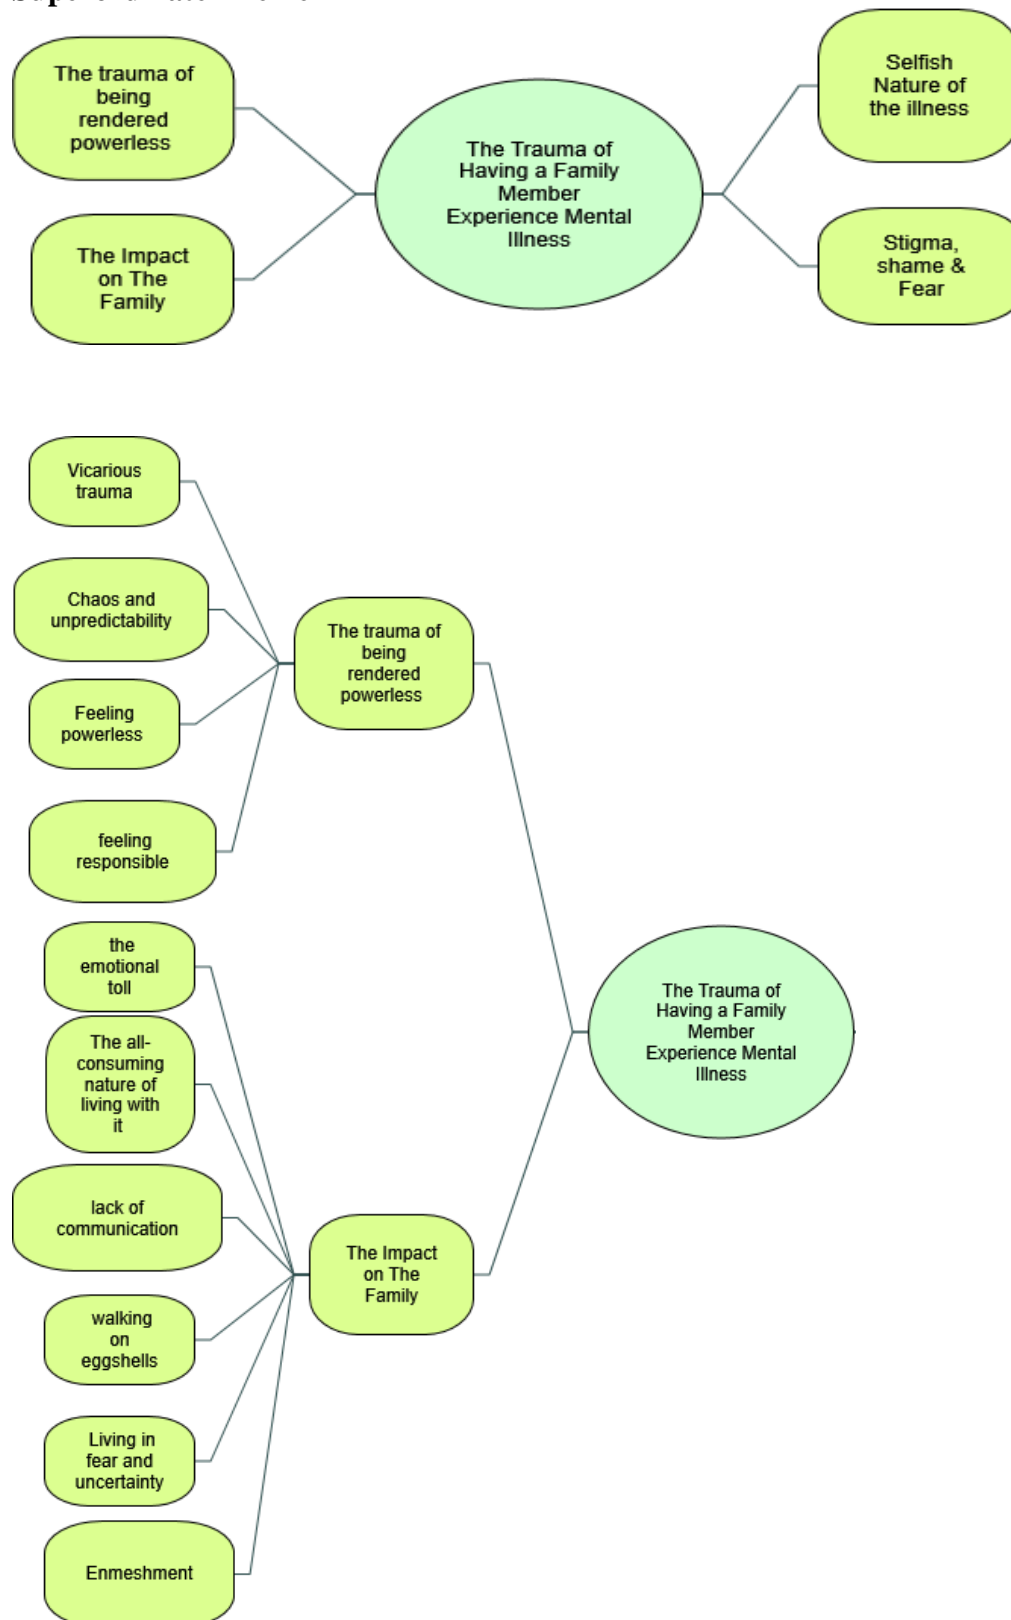 The trauma of
being
rendered
powerless
The Impact
on The
Family
The Trauma of
Having a Family
Member
Experience Mental
Illness
Selfish
Nature of
the illness
Stigma,
shame &
Fear
Vicarious
trauma
Chaos and
unpredictability
Feeling
powerless
feeling
responsible
The trauma of
being
rendered
powerless
the
emotional
toll
The all-
consuming
nature of
living with
it
lack of
communication
walking
on
eggshells
Living in
fear and
uncertainty
Enmeshment
The Impact
on The
Family
The Trauma of
Having a Family
Member
Experience Mental
Illness